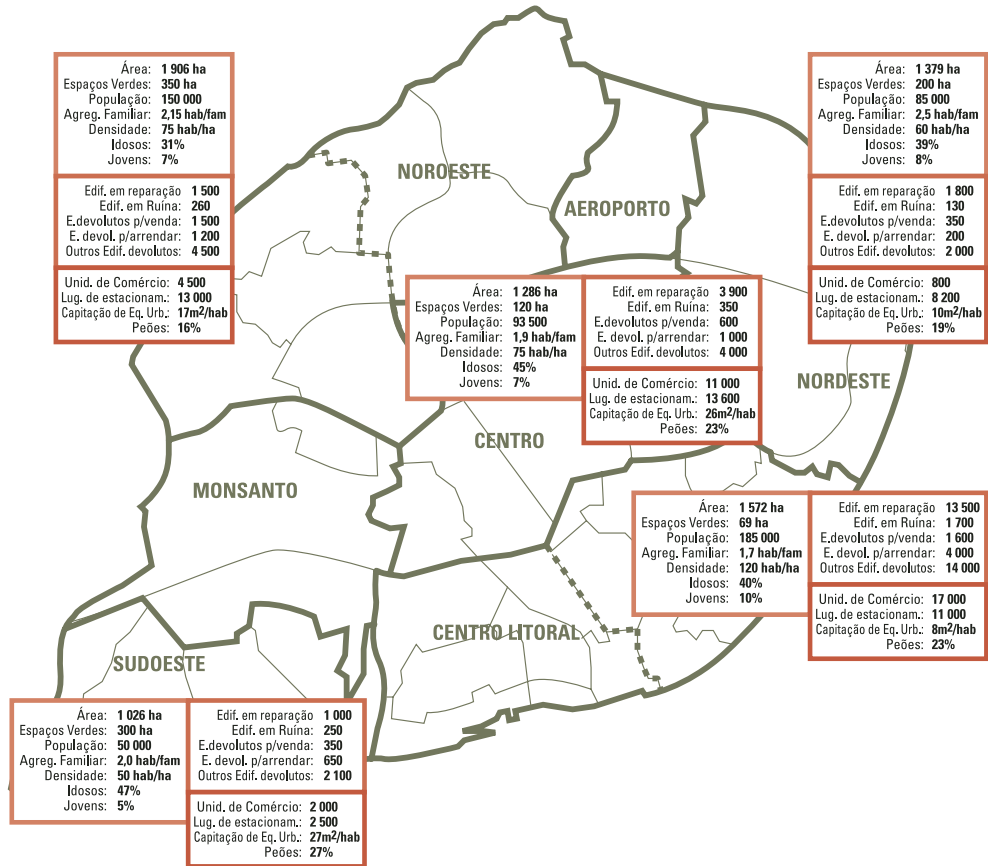 Área: 1 906 ha
Espaços Verdes: 350 ha
População: 150 000
Agreg. Familiar: 2,15 hab/fam
Densidade: 75 hab/ha
Idosos: 31%
Jovens: 7%
Edif. em reparação 1 500
Edif. em Ruína: 260
E.devolutos p/venda: 1 500
E. devol. p/arrendar: 1 200
Outros Edif. devolutos: 4 500
Unid. de Comércio: 4 500
Lug. de estacionam.: 13 000
Capitação de Eq. Urb.: 17m2/hab
Peões: 16%
NOROESTE
AEROPORTO
Área: 1 379 ha
Espaços Verdes: 200 ha
População: 85 000
Agreg. Familiar: 2,5 hab/fam
Densidade: 60 hab/ha
Idosos: 39%
Jovens: 8%
Edif. em reparação 1 800
Edif. em Ruína: 130
E.devolutos p/venda: 350
E. devol. p/arrendar: 200
Outros Edif. devolutos: 2 000
Unid. de Comércio: 800
Lug. de estacionam.: 8 200
Capitação de Eq. Urb.: 10m2/hab
Peões: 19%
NORDESTE
Área: 1 286 ha
Espaços Verdes: 120 ha
População: 93 500
Agreg. Familiar: 1,9 hab/fam
Densidade: 75 hab/ha
Idosos: 45%
Jovens: 7%
Edif. em reparação 3 900
Edif. em Ruína: 350
E.devolutos p/venda: 600
E. devol. p/arrendar: 1 000
Outros Edif. devolutos: 4 000
Unid. de Comércio: 11 000
Lug. de estacionam.: 13 600
Capitação de Eq. Urb.: 26m2/hab
Peões: 23%
CENTRO
MONSANTO
Área: 1 572 ha
Espaços Verdes: 69 ha
População: 185 000
Agreg. Familiar: 1,7 hab/fam
Densidade: 120 hab/ha
Idosos: 40%
Jovens: 10%
Edif. em reparação 13 500
Edif. em Ruína: 1 700
E.devolutos p/venda: 1 600
E. devol. p/arrendar: 4 000
Outros Edif. devolutos: 14 000
Unid. de Comércio: 17 000
Lug. de estacionam.: 11 000
Capitação de Eq. Urb.: 8m2/hab
Peões: 23%
CENTRO LITORAL
SUDOESTE
Área: 1 026 ha
Espaços Verdes: 300 ha
População: 50 000
Agreg. Familiar: 2,0 hab/fam
Densidade: 50 hab/ha
Idosos: 47%
Jovens: 5%
Edif. em reparação 1 000
Edif. em Ruína: 250
E.devolutos p/venda: 350
E. devol. p/arrendar: 650
Outros Edif. devolutos: 2 100
Unid. de Comércio: 2 000
Lug. de estacionam.: 2 500
Capitação de Eq. Urb.: 27m2/hab
Peões: 27%